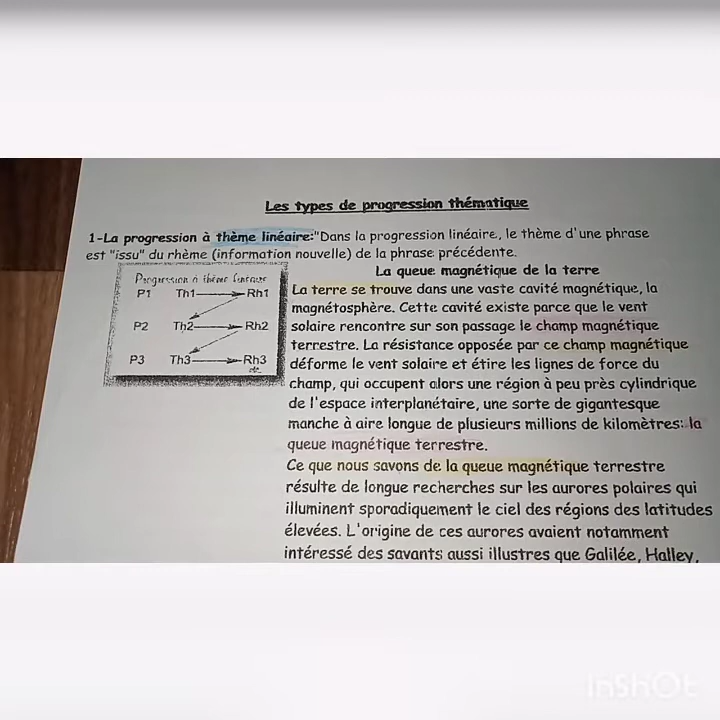 Les types de progression thématique
1-La progression à thème linéaire:"Dans la progression linéaire, le thème d'une phrase
est "issu" du rhème (information nouvelle) de la phrase précédente.
La queue magnétique de la terre
Progression à thème linéaire
P1 Th1 Rh1
P2 Th2 Rh2
P3 Th3 Rh3
etc.
La terre se trouve dans une vaste cavité magnétique, la
magnétosphère. Cette cavité existe parce que le vent
solaire rencontre sur son passage le champ magnétique
terrestre. La résistance opposée par ce champ magnétique
déforme le vent solaire et étire les lignes de force du
champ, qui occupent alors une région à peu près cylindrique
de l'espace interplanétaire, une sorte de gigantesque
manche à aire longue de plusieurs millions de kilomètres: la
queue magnétique terrestre.
Ce que nous savons de la queue magnétique terrestre
résulte de longue recherches sur les aurores polaires qui
illuminent sporadiquement le ciel des régions des latitudes
élevées. L'origine de ces aurores avaient notamment
intéressé des savants aussi illustres que Galilée, Halley,
InShOt